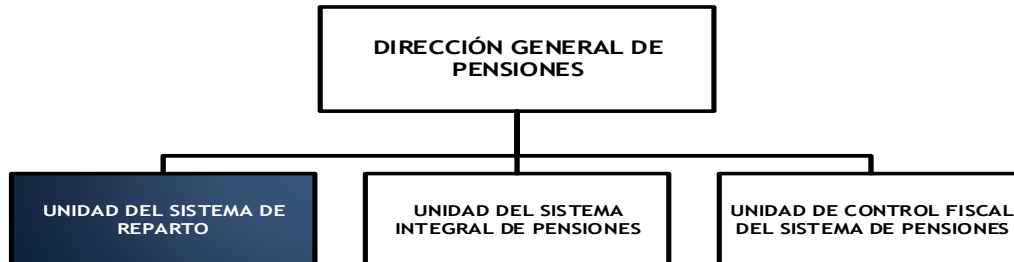 DIRECCIÓN GENERAL DE
PENSIONES
UNIDAD DEL SISTEMA DE
REPARTO
UNIDAD DEL SISTEMA
INTEGRAL DE PENSIONES
UNIDAD DE CONTROL FISCAL
DEL SISTEMA DE PENSIONES